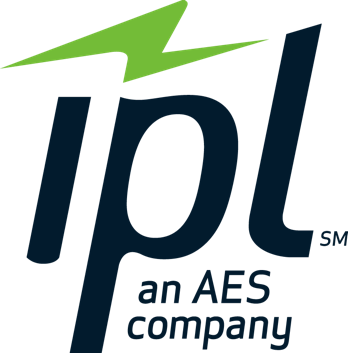 ipl
SM
an AES
company